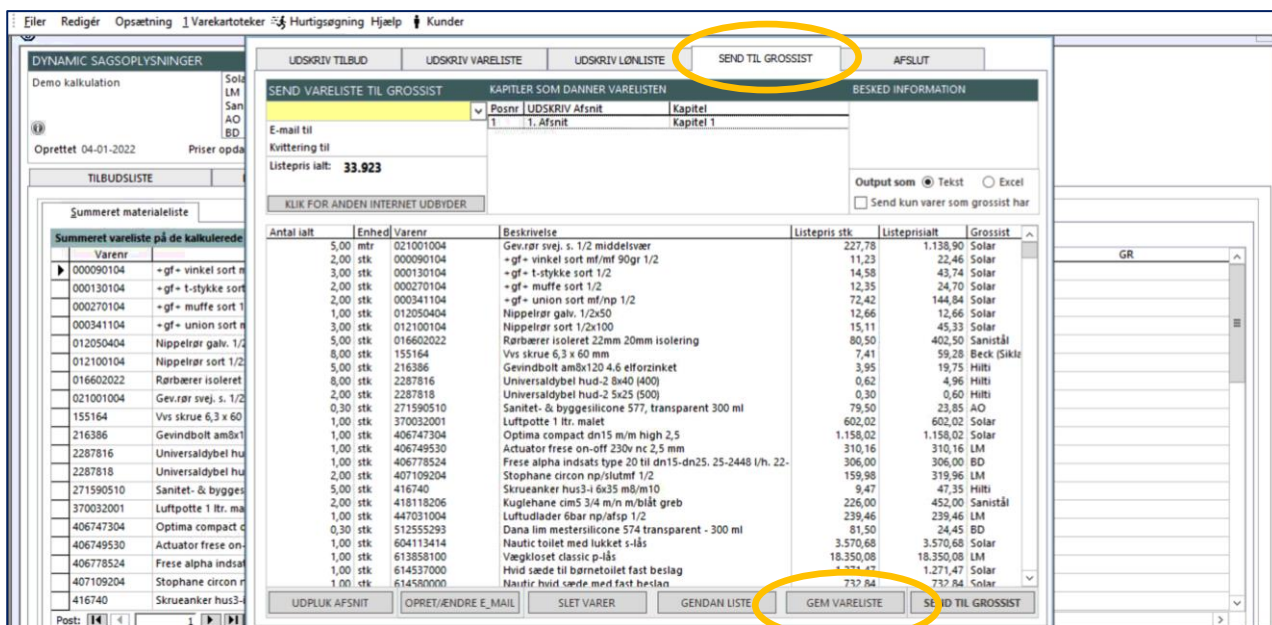 Filer Redigér Opsætning 1 Varekartoteker Hurtigsøgning Hjælp Kunder
DYNAMIC SAGSOPLYSNINGER
Demo kalkulation
Sola
LM
San
AO
BD
Oprettet 04-01-2022 Priser opda
TILBUDSLISTE
Summeret materialeliste
Summeret vareliste på de kalkulerede
Varenr
000090104 +gf+ vinkel sort m
000130104 +gf+ t-stykke sort
000270104 +gf+ muffe sort 1
000341104 +gf+ union sort m
012050404 Nippelrør galv. 1/2
012100104 Nippelrør sort 1/2
016602022 Rørbærer isoleret
021001004 Gev.rør svej. s. 1/2
155164 Vvs skrue 6,3 x 60
216386 Gevindbolt am8x1
2287816 Universaldybel hu
2287818 Universaldybel hu
271590510 Sanitet- & bygges
370032001 Luftpotte 1 ltr. ma
406747304 Optima compact d
406749530 Actuator frese on-
406778524 Frese alpha indsat
407109204 Stophane circon n
416740 Skrueanker hus3-i
Post: 1
UDSKRIV TILBUD UDSKRIV VARELISTE UDSKRIV LØNLISTE SEND TIL GROSSIST AFSLUT
SEND VARELISTE TIL GROSSIST KAPITLER SOM DANNER VARELISTEN BESKED INFORMATION
Posnr UDSKRIV Afsnit Kapitel
1 1. Afsnit Kapitel 1
E-mail til
Kvittering til
Listepris ialt: 33.923
Output som Tekst Excel
KLIK FOR ANDEN INTERNET UDBYDER Send kun varer som grossist har
Antal ialt Enhed Varenr Beskrivelse Listepris stk Listeprisialt Grossist
5,00 mtr 021001004 Gev.rør svej. s. 1/2 middelsvær 227,78 1.138,90 Solar
2,00 stk 000090104 +gf+ vinkel sort mf/mf 90gr 1/2 11,23 22,46 Solar
3,00 stk 000130104 +gf+ t-stykke sort 1/2 14,58 43,74 Solar
2,00 stk 000270104 +gf+ muffe sort 1/2 12,35 24,70 Solar
2,00 stk 000341104 +gf+ union sort mf/np 1/2 72,42 144,84 Solar
1,00 stk 012050404 Nippelrør galv. 1/2x50 12,66 12,66 Solar
3,00 stk 012100104 Nippelrør sort 1/2x100 15,11 45,33 Solar
5,00 stk 016602022 Rørbærer isoleret 22mm 20mm isolering 80,50 402,50 Sanistål
8,00 stk 155164 Vvs skrue 6,3 x 60 mm 7,41 59,28 Beck (Sikla
5,00 stk 216386 Gevindbolt am8x120 4.6 elforzinket 3,95 19,75 Hilti
8,00 stk 2287816 Universaldybel hud-2 8x40 (400) 0,62 4,96 Hilti
2,00 stk 2287818 Universaldybel hud-2 5x25 (500) 0,30 0,60 Hilti
0,30 stk 271590510 Sanitet- & byggesilicone 577, transparent 300 ml 79,50 23,85 AO
1,00 stk 370032001 Luftpotte 1 ltr. malet 602,02 602,02 Solar
1,00 stk 406747304 Optima compact dn15 m/m high 2,5 1.158,02 1.158,02 Solar
1,00 stk 406749530 Actuator frese on-off 230v nc 2,5 mm 310,16 310,16 LM
1,00 stk 406778524 Frese alpha indsats type 20 til dn15-dn25. 25-2448 l/h. 22- 306,00 306,00 BD
2,00 stk 407109204 Stophane circon np/slutmf 1/2 159,98 319,96 LM
5,00 stk 416740 Skrueanker hus3-i 6x35 m8/m10 9,47 47,35 Hilti
2,00 stk 418118206 Kuglehane cim5 3/4 m/n m/blåt greb 226,00 452,00 Sanistål
1,00 stk 447031004 Luftudlader 6bar np/afsp 1/2 239,46 239,46 LM
0,30 stk 512555293 Dana lim mestersilicone 574 transparent - 300 ml 81,50 24,45 BD
1,00 stk 604113414 Nautic toilet med lukket s-lås 3.570,68 3.570,68 Solar
1,00 stk 613858100 Vægkloset classic p-lås 18.350,08 18.350,08 LM
1,00 stk 614537000 Hvid sæde til børnetoilet fast beslag 1.271,47 1.271,47 Solar
1,00 stk 614580000 Nautic hvid sæde med fast beslag 732,84 732,84 Solar
UDPLUK AFSNIT OPRET/ÆNDRE E_MAIL SLET VARER GENDAN LISTE GEM VARELISTE SEND TIL GROSSIST
GR